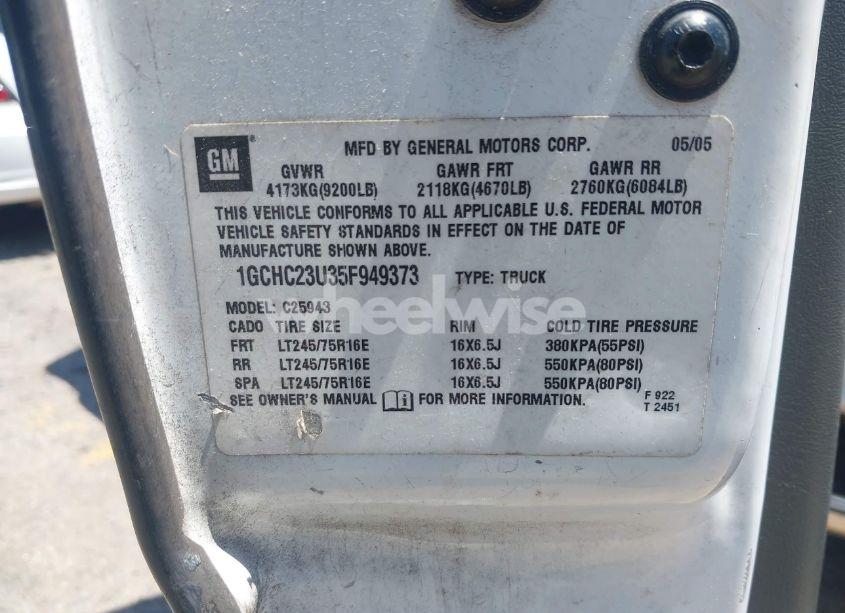 GM
MFD BY GENERAL MOTORS CORP. 05/05
GVWR GAWR FRT GAWR RR
4173KG(9200LB) 2118KG(4670LB) 2760KG(6084LB)
THIS VEHICLE CONFORMS TO ALL APPLICABLE U.S. FEDERAL MOTOR
VEHICLE SAFETY STANDARDS IN EFFECT ON THE DATE OF
MANUFACTURE SHOWN ABOVE.
1GCHC23U35F949373 TYPE: TRUCK
MODEL: C25943
wheelwise
CADO TIRE SIZE RIM COLD TIRE PRESSURE
FRT LT245/75R16E 16X6.5J 380KPA(55PSI)
RR LT245/75R16E 16X6.5J 550KPA(80PSI)
SPA LT245/75R16E 16X6.5J 550KPA(80PSI)
SEE OWNER'S MANUAL i FOR MORE INFORMATION.
F 922
T 2451